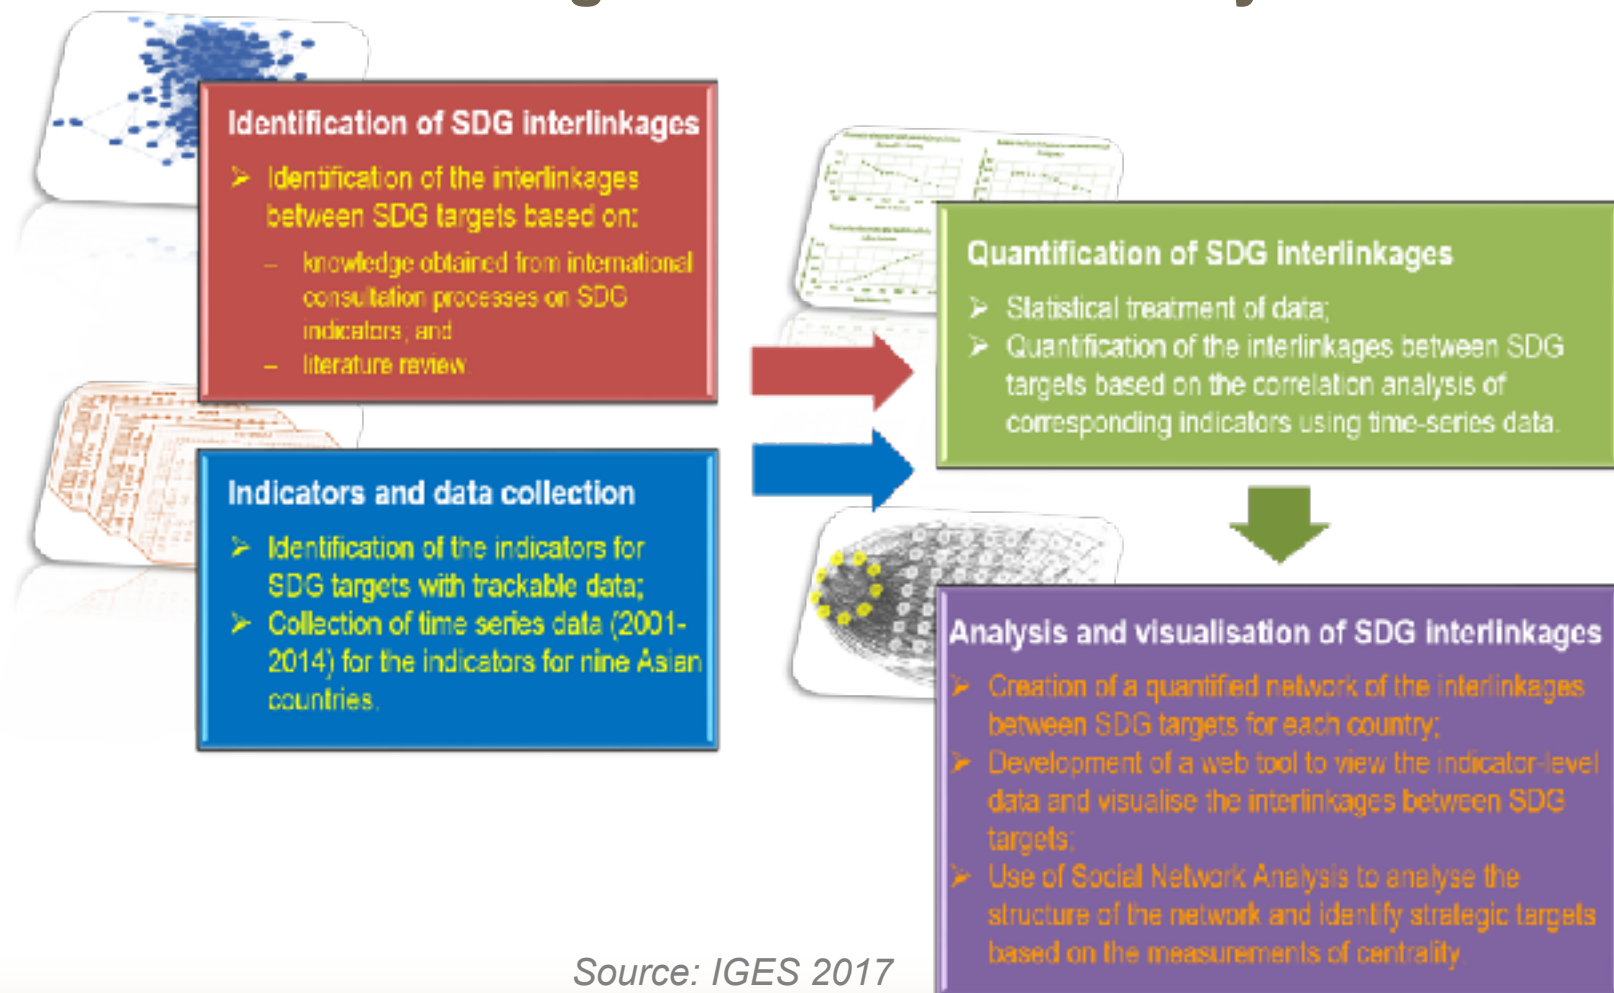 Identification of SDG interlinkages
➢ Identification of the interlinkages
between SDG targets based on:
– knowledge obtained from international
consultation processes on SDG
indicators; and
– literature review.
Indicators and data collection
➢ Identification of the indicators for
SDG targets with trackable data;
➢ Collection of time series data (2001-
2014) for the indicators for nine Asian
countries.
Quantification of SDG interlinkages
➢ Statistical treatment of data;
➢ Quantification of the interlinkages between SDG
targets based on the correlation analysis of
corresponding indicators using time-series data.
Analysis and visualisation of SDG interlinkages
➢ Creation of a quantified network of the interlinkages
between SDG targets for each country;
➢ Development of a web tool to view the indicator-level
data and visualise the interlinkages between SDG
targets;
➢ Use of Social Network Analysis to analyse the
structure of the network and identify strategic targets
based on the measurements of centrality.
Source: IGES 2017